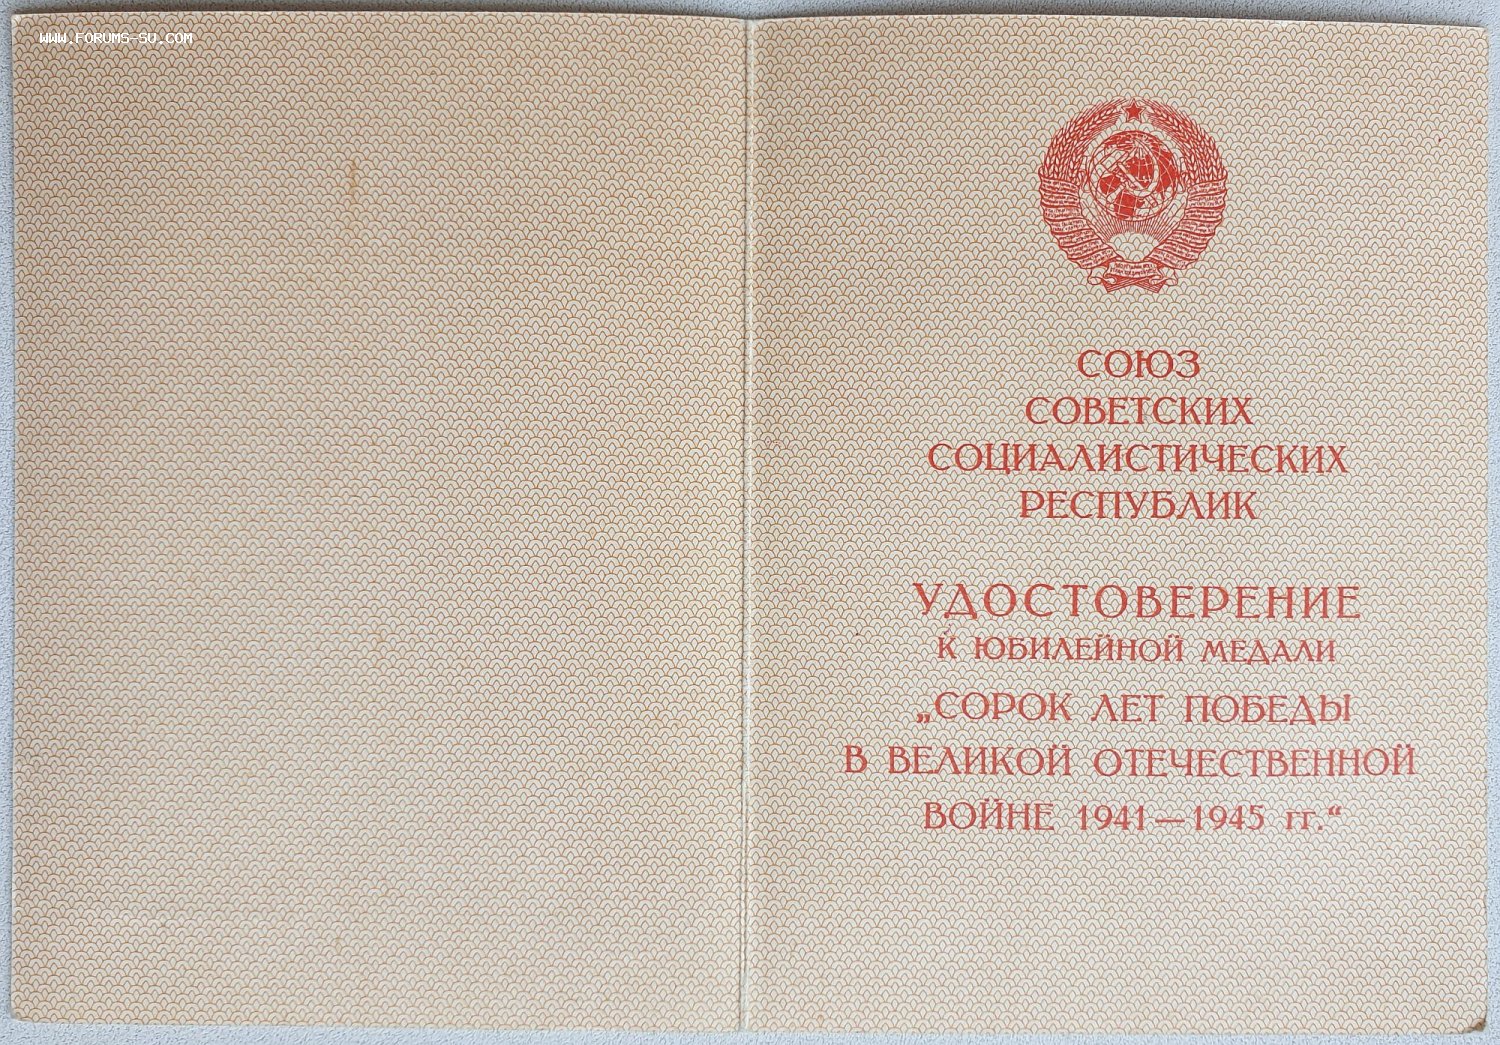 WWW.FORUMS-SU.COM
СОЮЗ
СОВЕТСКИХ
СОЦИАЛИСТИЧЕСКИХ
РЕСПУБЛИК
УДОСТОВЕРЕНИЕ
К ЮБИЛЕЙНОЙ МЕДАЛИ
„СОРОК ЛЕТ ПОБЕДЫ
В ВЕЛИКОЙ ОТЕЧЕСТВЕННОЙ
ВОЙНЕ 1941—1945 гг.“